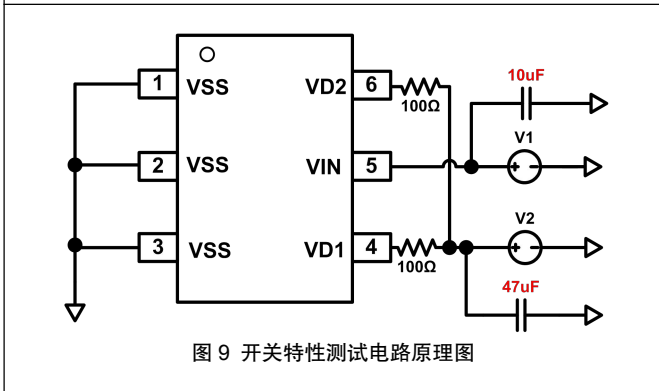 10uF
1 VSS VD2 6
100Ω
V1
2 VSS VIN 5
V2
3 VSS VD1 4
100Ω
47uF
图 9 开关特性测试电路原理图